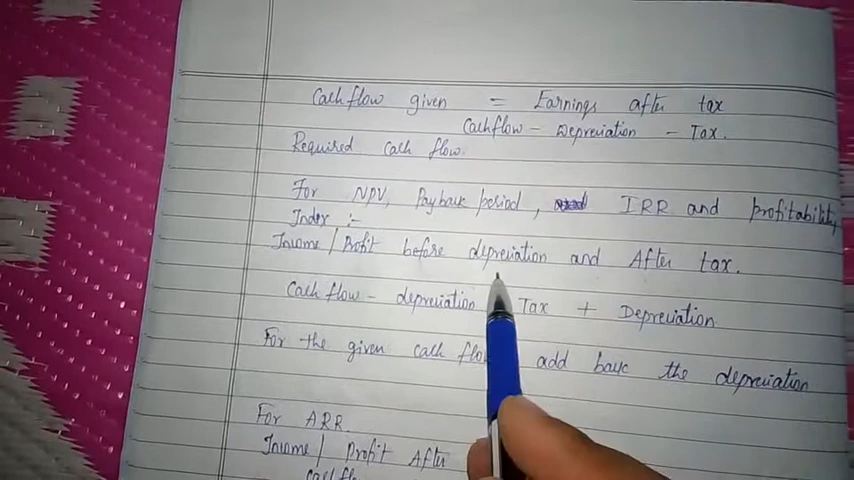 Cashflow given = Earnings after tax
Cashflow - Depreciation - Tax.
Required cash flow.
For NPV, Payback period, IRR and profitability
Index :-
Income / Profit before depreciation and After tax.
Cash flow - depreciation Tax + Depreciation
For the given cash flow add back the depreciation
For ARR
Income / Profit After
Cashflo